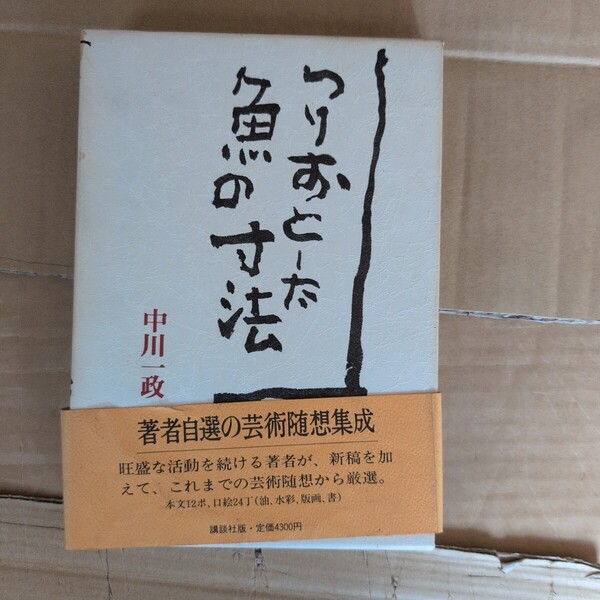 つりおとした
魚の寸法
中川一政
著者自選の芸術随想集成
旺盛な活動を続ける著者が、新稿を加
えて、これまでの芸術随想から厳選。
本文12ポ、口絵24丁(油、水彩、版画、書)
講談社版・定価4300円